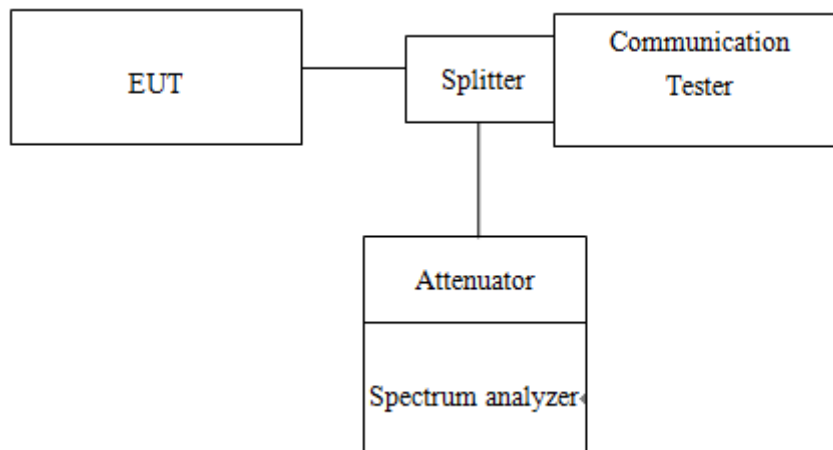 EUT
Splitter
Communication
Tester
Attenuator
Spectrum analyzer